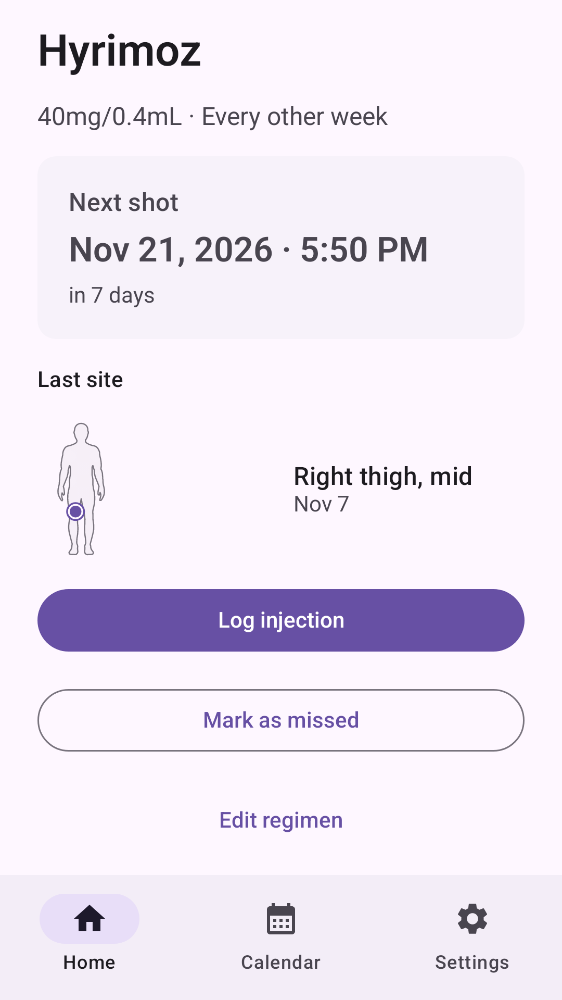 Hyrimoz
40mg/0.4mL · Every other week
Next shot
Nov 21, 2026 · 5:50 PM
in 7 days
Last site
Right thigh, mid
Nov 7
Log injection
Mark as missed
Edit regimen
Home
Calendar
Settings